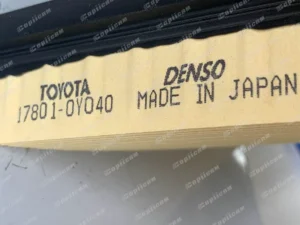 TOYOTA DENSO
17801-0Y040 MADE IN JAPAN